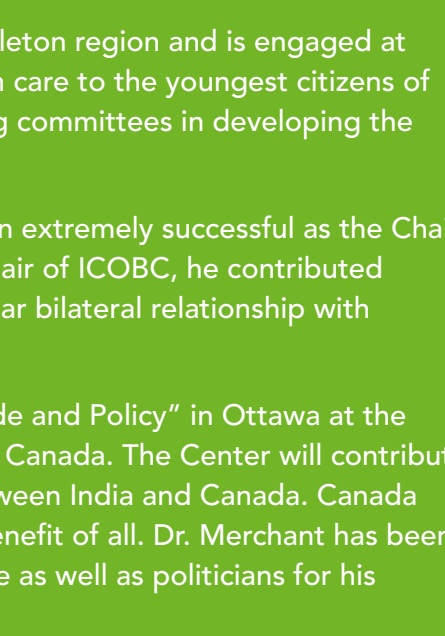 leton region and is engaged at
care to the youngest citizens of
committees in developing the
n extremely successful as the Cha
air of ICOBC, he contributed
ar bilateral relationship with
de and Policy” in Ottawa at the
Canada. The Center will contribut
ween India and Canada. Canada
enefit of all. Dr. Merchant has been
e as well as politicians for his